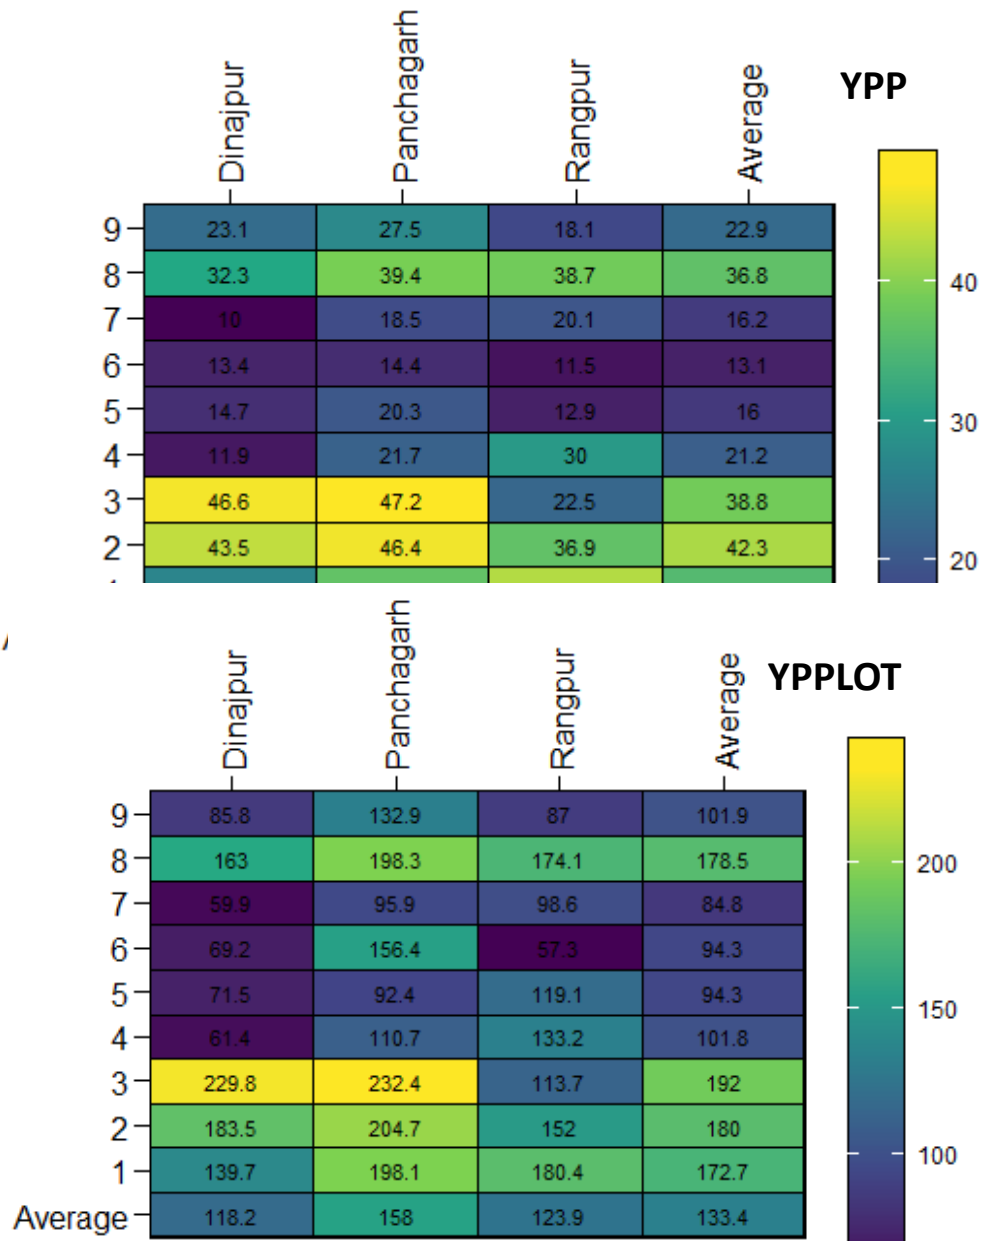 Dinajpur Panchagarh Rangpur Average YPP
9 23.1 27.5 18.1 22.9
8 32.3 39.4 38.7 36.8 40
7 10 18.5 20.1 16.2
6 13.4 14.4 11.5 13.1
5 14.7 20.3 12.9 16 30
4 11.9 21.7 30 21.2
3 46.6 47.2 22.5 38.8
2 43.5 46.4 36.9 42.3 20
Dinajpur Panchagarh Rangpur Average YPPLOT
9 85.8 132.9 87 101.9
8 163 198.3 174.1 178.5 200
7 59.9 95.9 98.6 84.8
6 69.2 156.4 57.3 94.3
5 71.5 92.4 119.1 94.3 150
4 61.4 110.7 133.2 101.8
3 229.8 232.4 113.7 192
2 183.5 204.7 152 180 100
1 139.7 198.1 180.4 172.7
Average 118.2 158 123.9 133.4